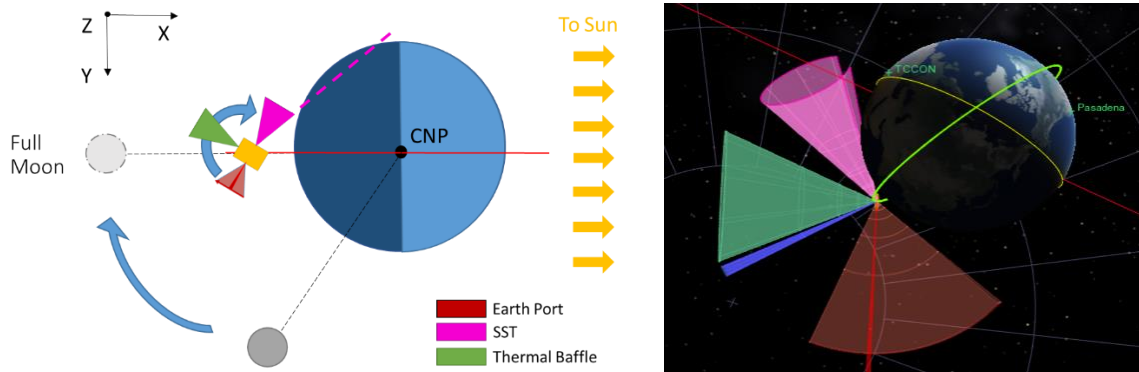 Z
X
Y
To Sun
CNP
Full
Moon
Earth Port
SST
Thermal Baffle
TCCON
Pasadena